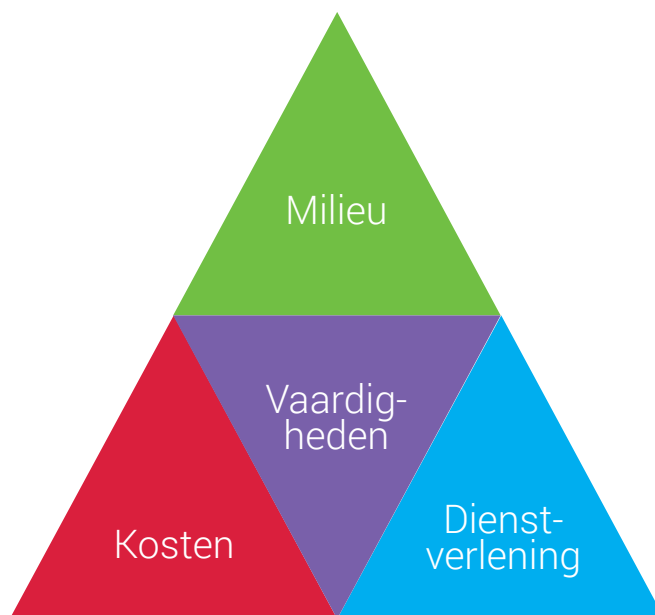 Milieu
Vaardig-
heden
Kosten
Dienst-
verlening